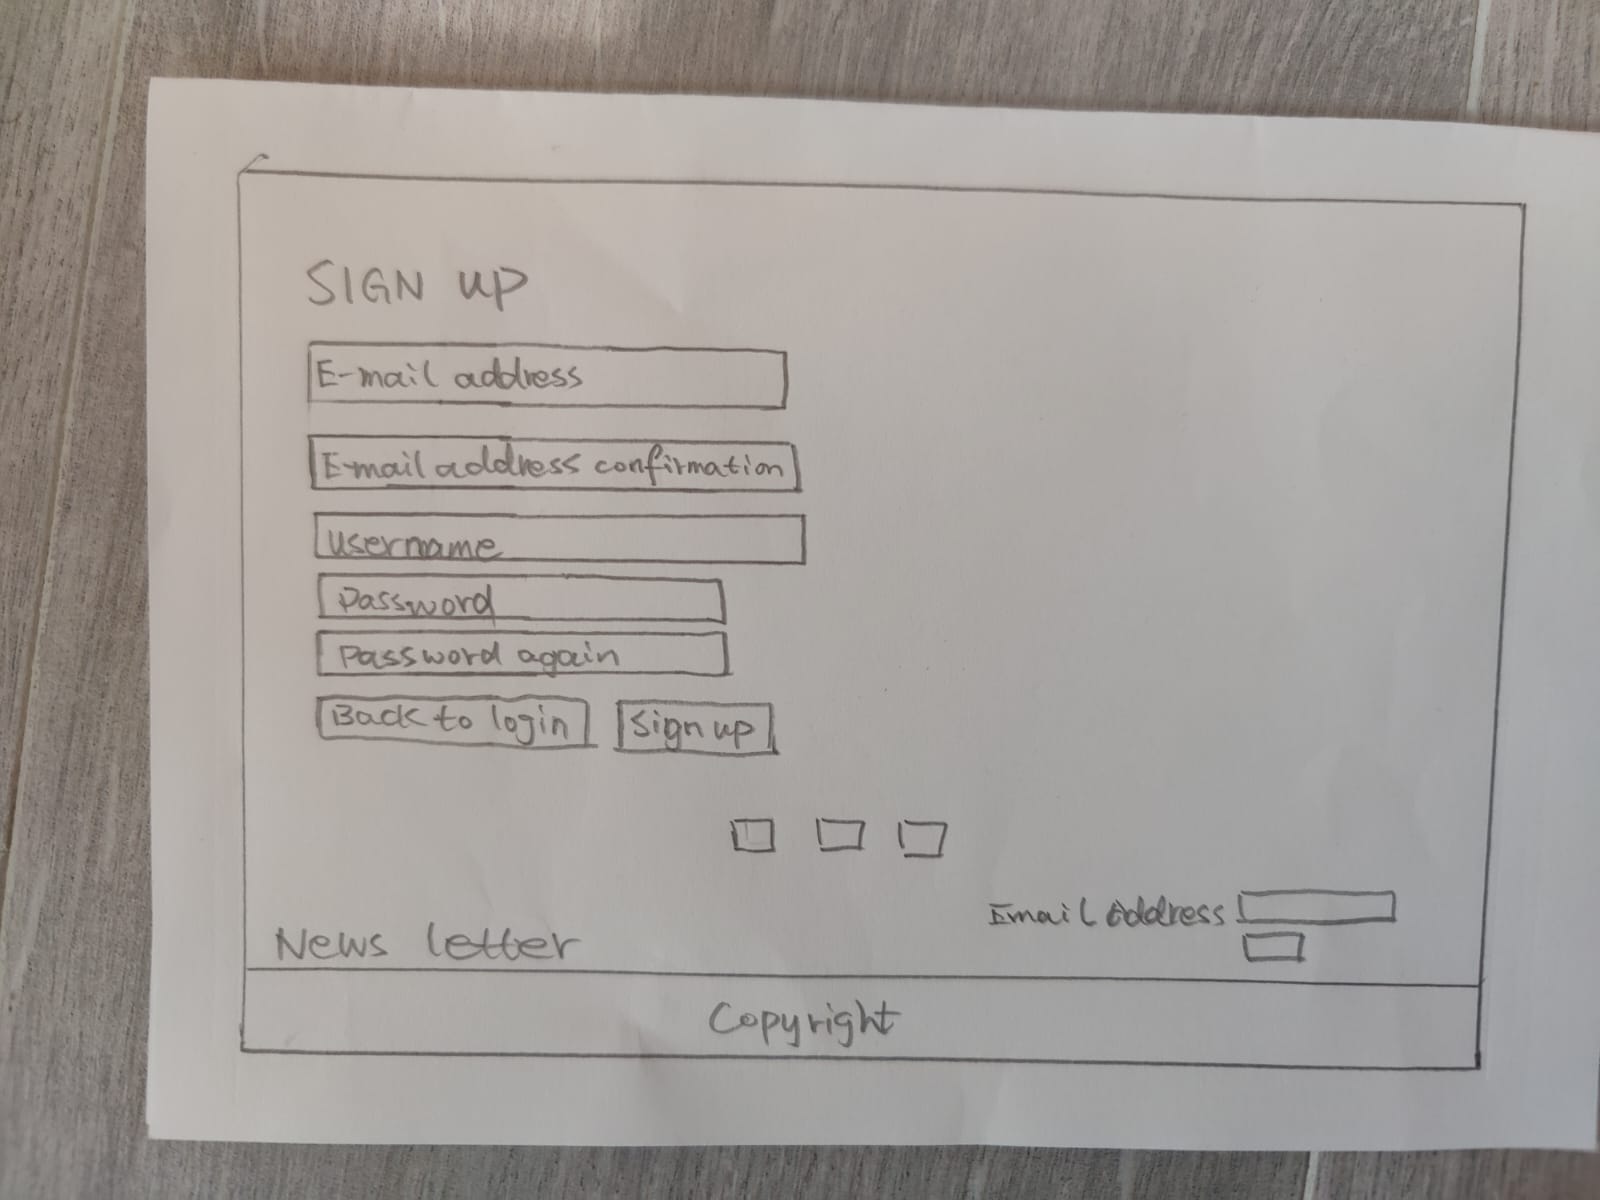 SIGN UP
E-mail address
E-mail address confirmation
username
Password
Password again
Back to login
Sign up
Email Address
News letter
Copyright